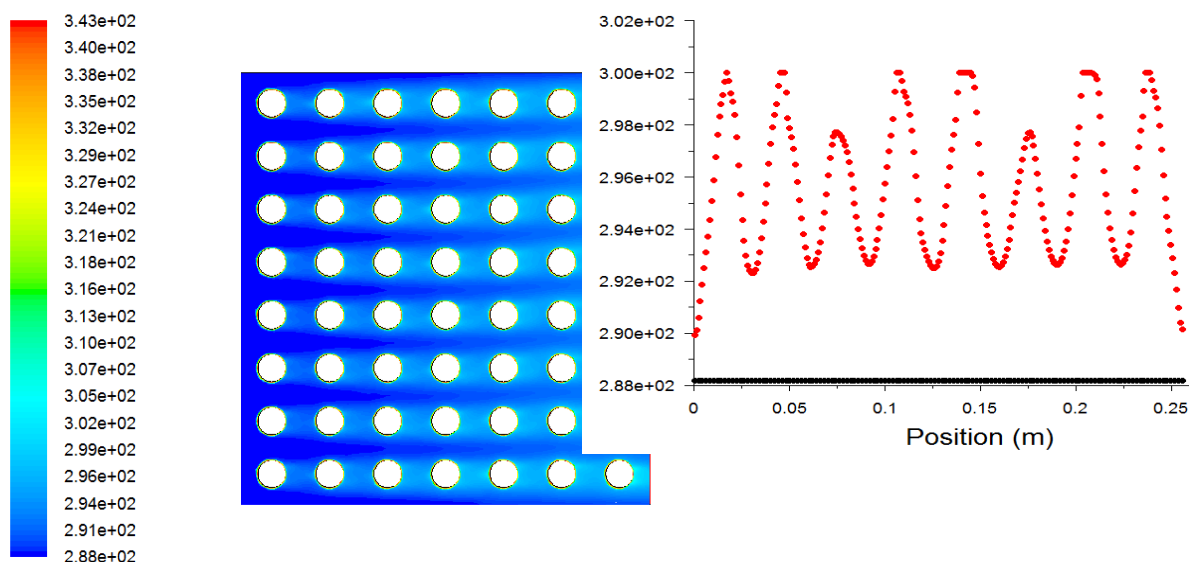 3.43e+02
3.40e+02
3.38e+02
3.35e+02
3.32e+02
3.29e+02
3.27e+02
3.24e+02
3.21e+02
3.18e+02
3.16e+02
3.13e+02
3.10e+02
3.07e+02
3.05e+02
3.02e+02
2.99e+02
2.96e+02
2.94e+02
2.91e+02
2.88e+02
3.02e+02
3.00e+02
2.98e+02
2.96e+02
2.94e+02
2.92e+02
2.90e+02
2.88e+02
0 0.05 0.1 0.15 0.2 0.25
Position (m)